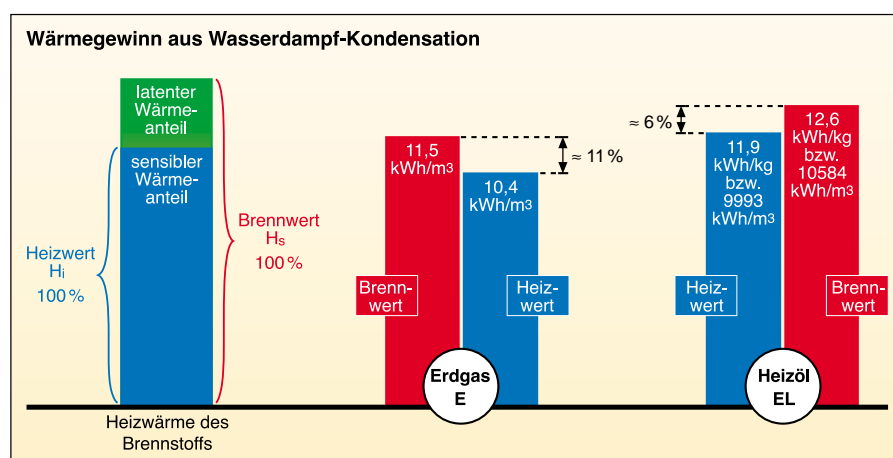 Wärmegewinn aus Wasserdampf-Kondensation
latenter
Wärme-
anteil
sensibler
Wärme-
anteil
Heizwert
Hi
100 %
Brennwert
Hs
100 %
Heizwärme des
Brennstoffs
11,5
kWh/m3
≈ 11 %
10,4
kWh/m3
Brenn-
wert
Heiz-
wert
Erdgas
E
≈ 6 %
11,9
kWh/kg
bzw.
9993
kWh/m3
12,6
kWh/kg
bzw.
10584
kWh/m3
Heiz-
wert
Brenn-
wert
Heizöl
EL